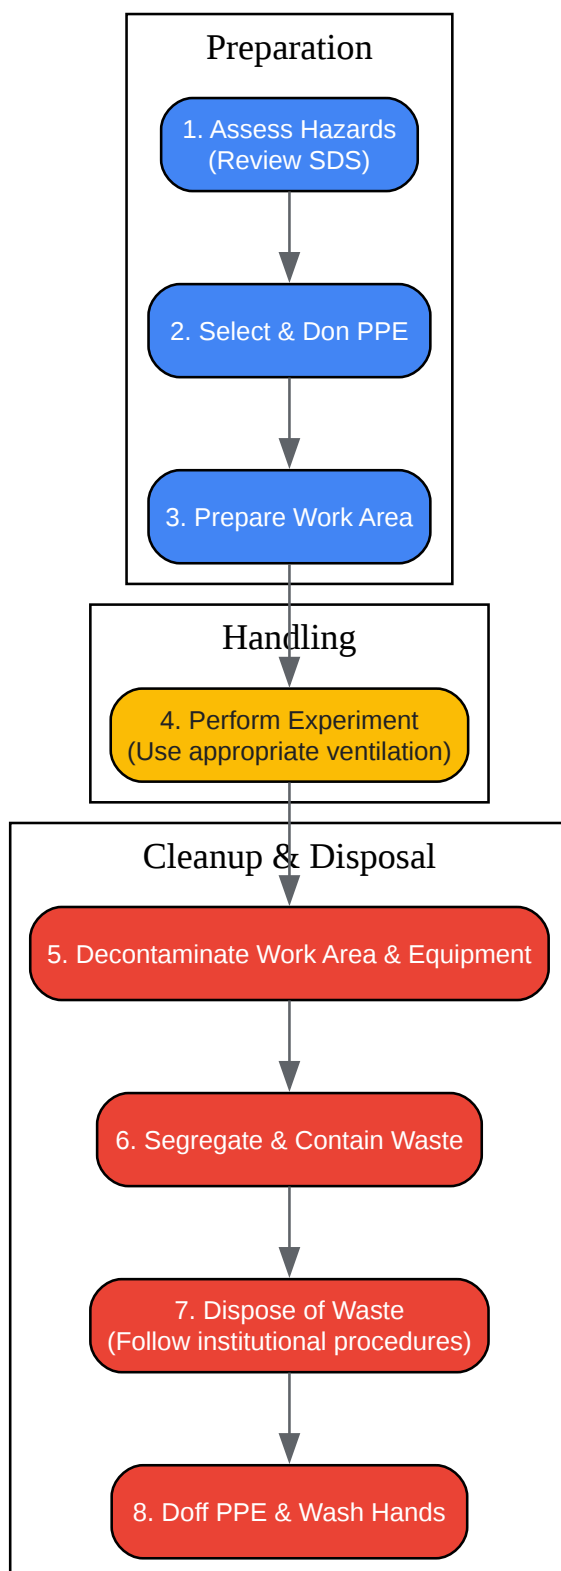 Preparation
1. Assess Hazards
(Review SDS)
2. Select & Don PPE
3. Prepare Work Area
Handling
4. Perform Experiment
(Use appropriate ventilation)
Cleanup & Disposal
5. Decontaminate Work Area & Equipment
6. Segregate & Contain Waste
7. Dispose of Waste
(Follow institutional procedures)
8. Doff PPE & Wash Hands